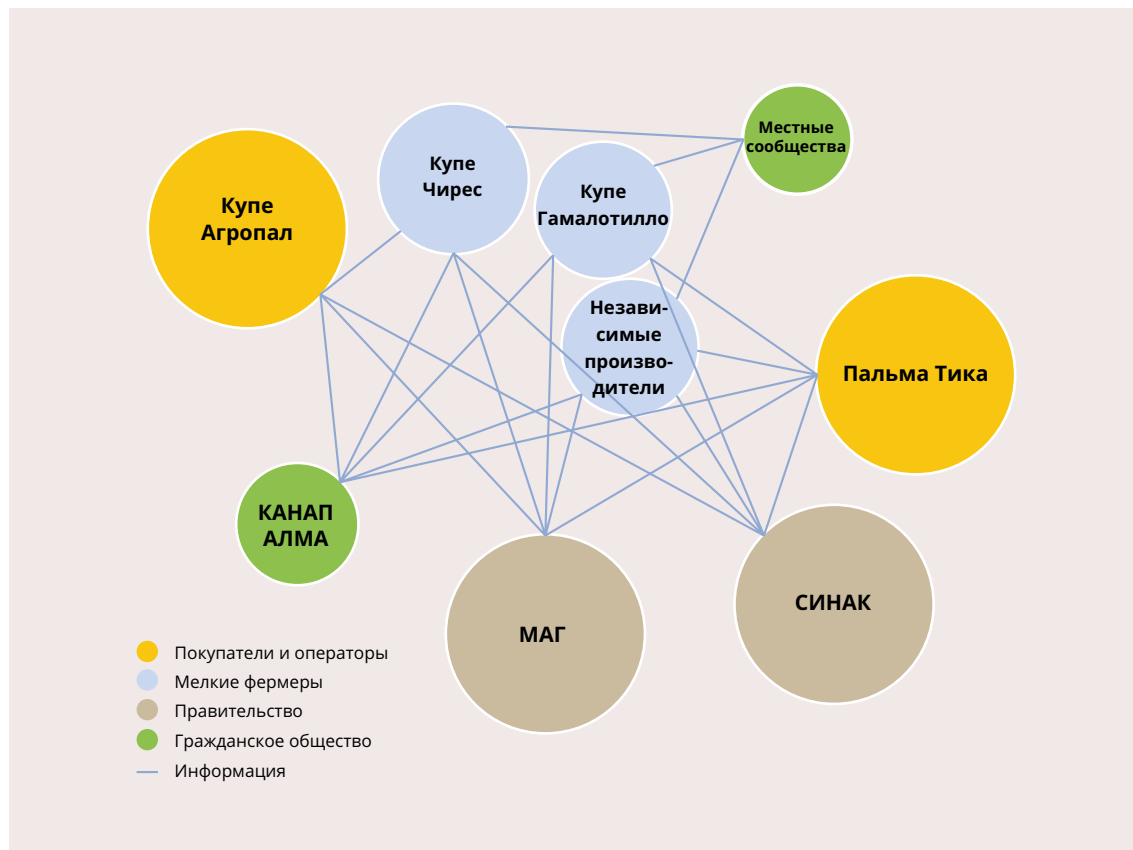 Местные
сообщества
Купе
Чирес
Купе
Гамалотилло
Купе
Агропал
Незави-
симые
произво-
дители
Пальма Тика
КАНАП
АЛМА
МАГ
СИНАК
Покупатели и операторы
Мелкие фермеры
Правительство
Гражданское общество
Информация